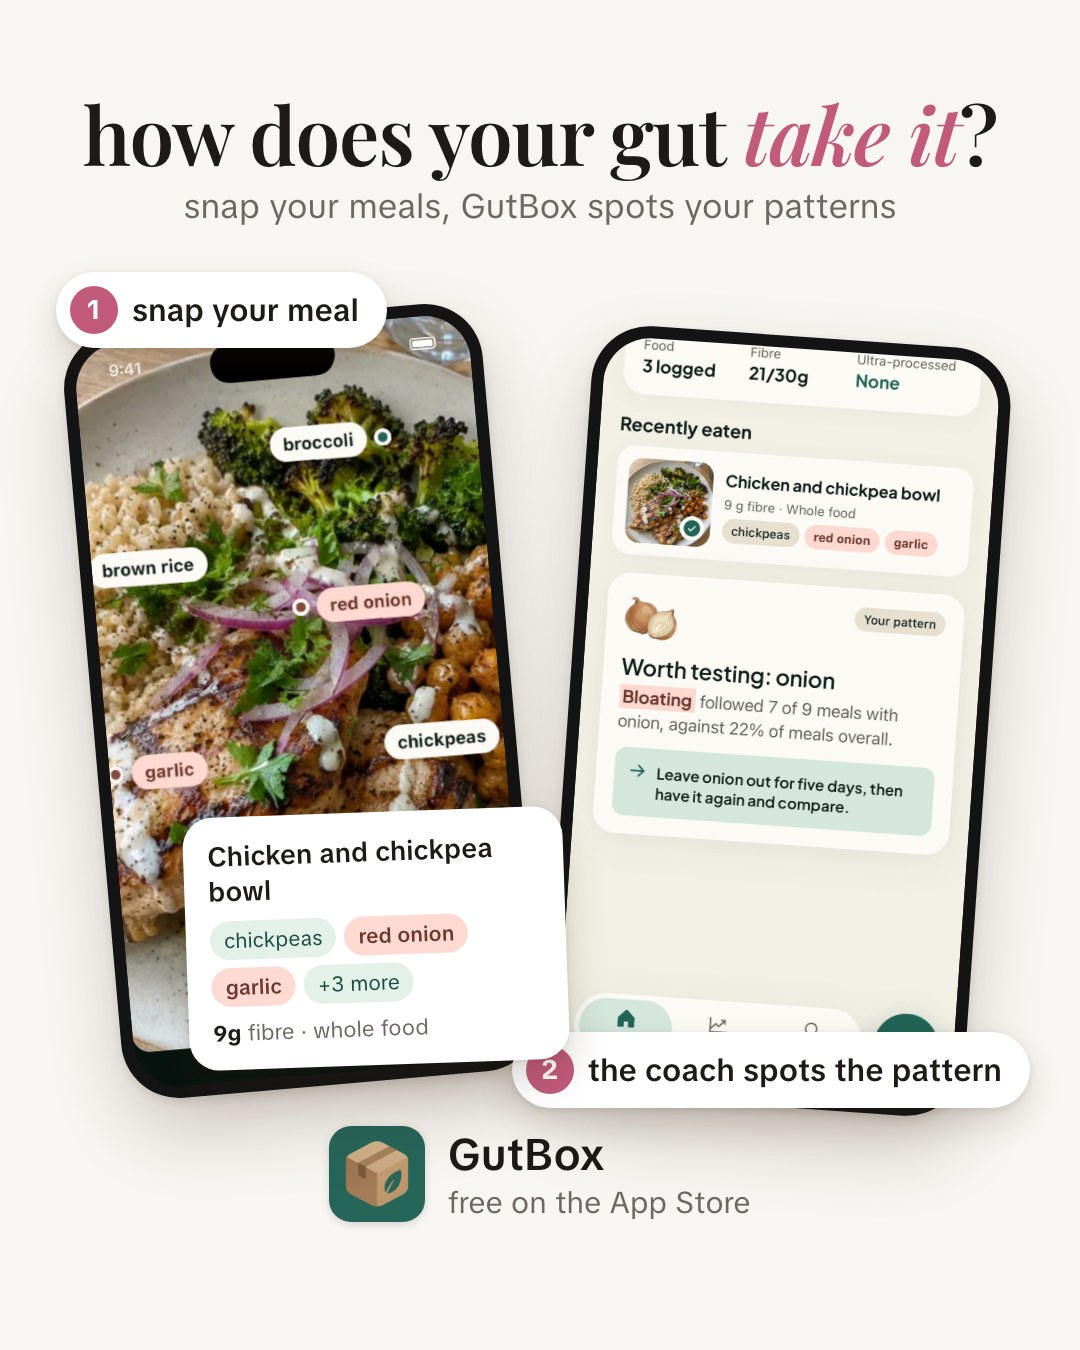 how does your gut take it?
snap your meals, GutBox spots your patterns
1 snap your meal
9:41
broccoli
brown rice
red onion
chickpeas
garlic
Chicken and chickpea
bowl
chickpeas red onion
garlic +3 more
9g fibre · whole food
Food Fibre Ultra-processed
3 logged 21/30g None
Recently eaten
Chicken and chickpea bowl
9 g fibre · Whole food
chickpeas red onion garlic
Your pattern
Worth testing: onion
Bloating followed 7 of 9 meals with
onion, against 22% of meals overall.
→ Leave onion out for five days, then
have it again and compare.
2 the coach spots the pattern
GutBox
free on the App Store